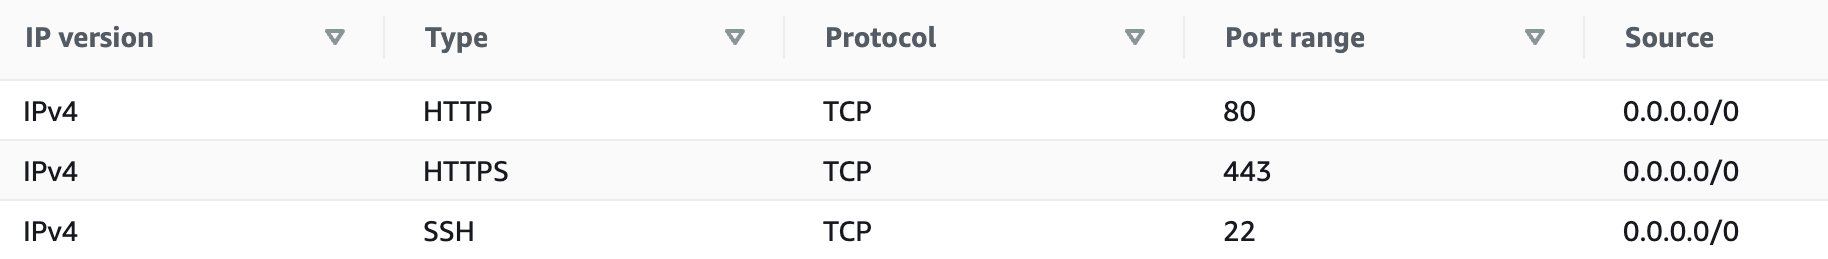 IP version Type Protocol Port range Source
IPv4 HTTP TCP 80 0.0.0.0/0
IPv4 HTTPS TCP 443 0.0.0.0/0
IPv4 SSH TCP 22 0.0.0.0/0